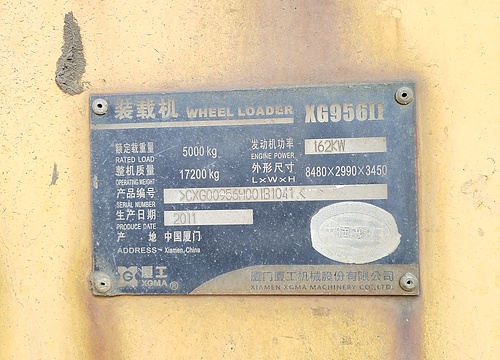 装载机 WHEEL LOADER XG956II
额定载重量 5000 kg 发动机功率 162KW
RATED LOAD ENGINE POWER
整机质量 17200 kg 外形尺寸 8480×2990×3450
OPERATING WEIGHT L×W×H
产品编号
SERIAL NUMBER
生产日期 2011
PRODUCE DATE
产 地 中国厦门
ADDRESS Xiamen,China
厦工 XGMA® 厦门厦工机械股份有限公司
XIAMEN XGMA MACHINERY CO.,LTD.